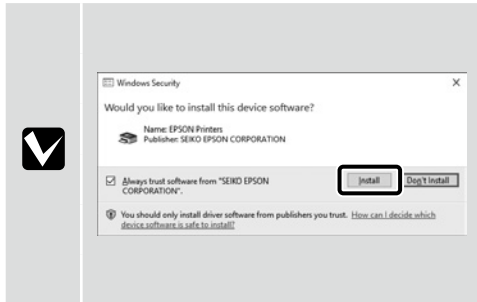 Windows Security
Would you like to install this device software?
Name: EPSON Printers
Publisher: SEIKO EPSON CORPORATION
Always trust software from "SEIKO EPSON
CORPORATION".
Install
Don't Install
You should only install driver software from publishers you trust. How can I decide which
device software is safe to install?